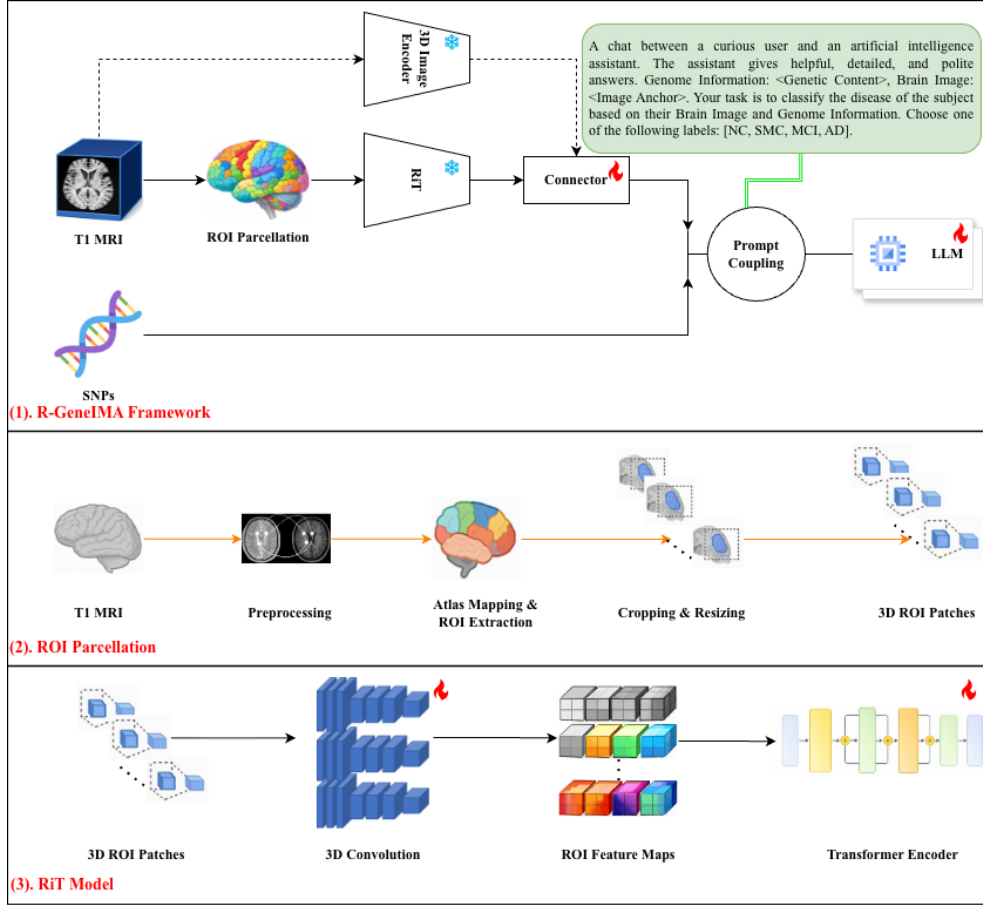 3D Image
Encoder
A chat between a curious user and an artificial intelligence
assistant. The assistant gives helpful, detailed, and polite
answers. Genome Information: <Genetic Content>, Brain Image:
<Image Anchor>. Your task is to classify the disease of the subject
based on their Brain Image and Genome Information. Choose one
of the following labels: [NC, SMC, MCI, AD].
T1 MRI
ROI Parcellation
RiT
Connector
Prompt
Coupling
LLM
SNPs
(1). R-GeneIMA Framework
T1 MRI
Preprocessing
Atlas Mapping &
ROI Extraction
Cropping & Resizing
3D ROI Patches
(2). ROI Parcellation
3D ROI Patches
3D Convolution
ROI Feature Maps
Transformer Encoder
(3). RiT Model